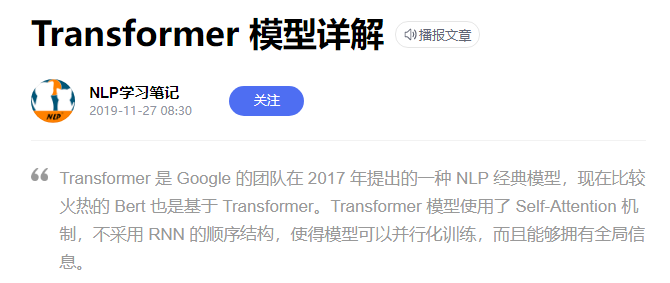 Transformer 模型详解
播报文章
NLP学习笔记
2019-11-27 08:30
关注
NLP
Transformer 是 Google 的团队在 2017 年提出的一种 NLP 经典模型，现在比较
火热的 Bert 也是基于 Transformer。Transformer 模型使用了 Self-Attention 机
制，不采用 RNN 的顺序结构，使得模型可以并行化训练，而且能够拥有全局信
息。